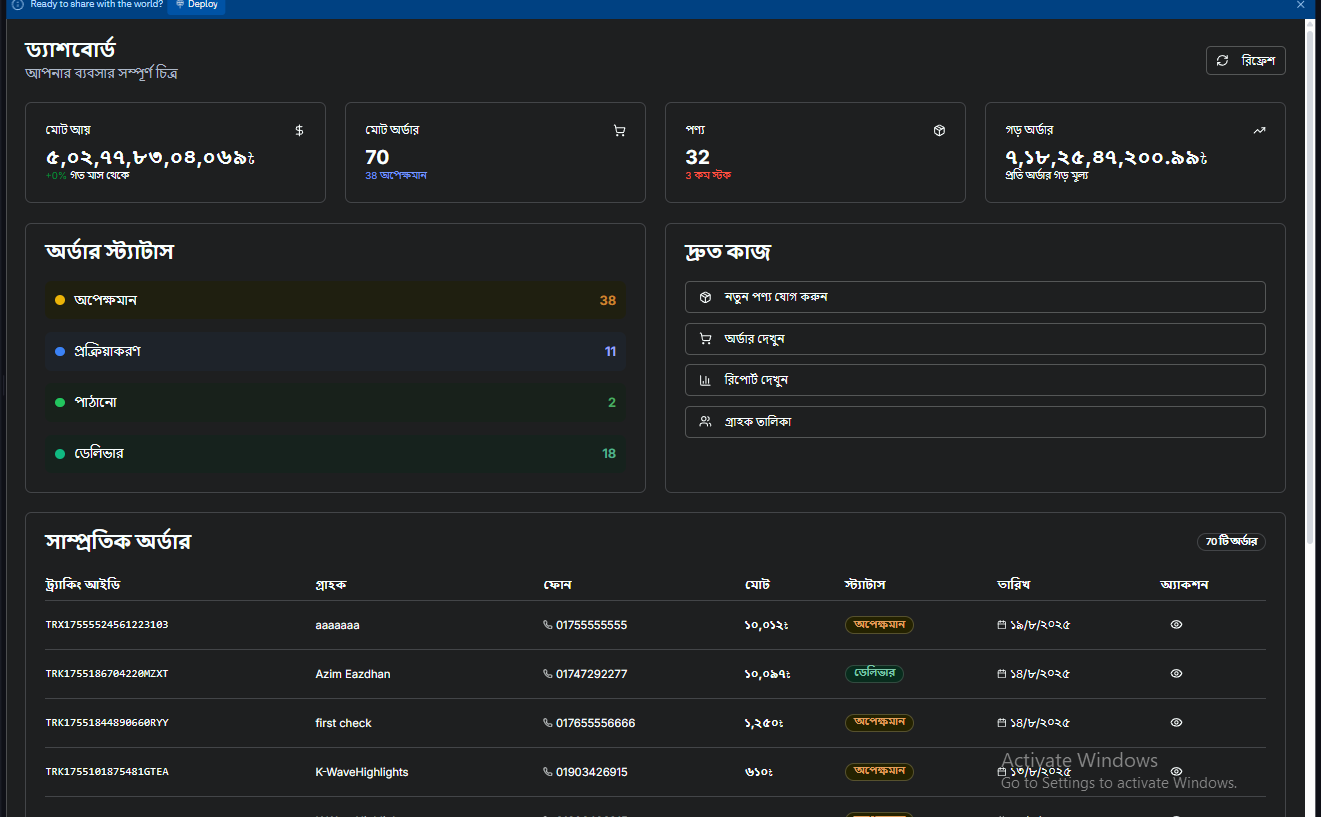 Ready to share with the world? Deploy
ড্যাশবোর্ড
আপনার ব্যবসার সম্পূর্ণ চিত্র
রিফ্রেশ
মোট আয়
৫,০২,৭৭,৮৩,০৪,০৬৯৳
+0% গত মাস থেকে
মোট অর্ডার
70
38 অপেক্ষমান
পণ্য
32
3 কম স্টক
গড় অর্ডার
৭,১৮,২৫,৪৭,২০০.৯৯৳
প্রতি অর্ডার গড় মূল্য
অর্ডার স্ট্যাটাস
অপেক্ষমান 38
প্রক্রিয়াকরণ 11
পাঠানো 2
ডেলিভার 18
দ্রুত কাজ
নতুন পণ্য যোগ করুন
অর্ডার দেখুন
রিপোর্ট দেখুন
গ্রাহক তালিকা
সাম্প্রতিক অর্ডার
70 টি অর্ডার
ট্র্যাকিং আইডি গ্রাহক ফোন মোট স্ট্যাটাস তারিখ অ্যাকশন
TRX17555524561223103 aaaaaaa 01755555555 ১০,০১২৳ অপেক্ষমান ১৯/৮/২০২৫
TRK1755186704220MZXT Azim Eazdhan 01747292277 ১০,০৯৭৳ ডেলিভার ১৪/৮/২০২৫
TRK17551844890660RYY first check 017655556666 ১,২৫০৳ অপেক্ষমান ১৪/৮/২০২৫
TRK1755101875481GTEA K-WaveHighlights 01903426915 ৬১০৳ অপেক্ষমান ১৩/৮/২০২৫
Activate Windows
Go to Settings to activate Windows.